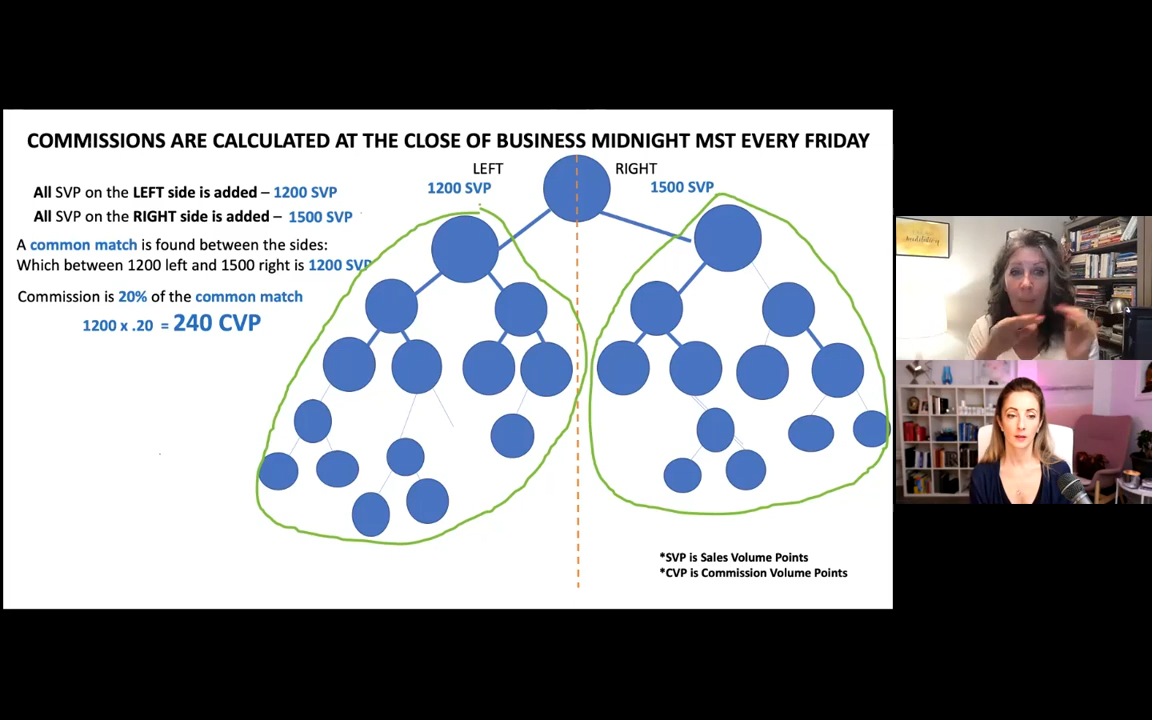 COMMISSIONS ARE CALCULATED AT THE CLOSE OF BUSINESS MIDNIGHT MST EVERY FRIDAY
LEFT
RIGHT
1200 SVP
1500 SVP
All SVP on the LEFT side is added – 1200 SVP
All SVP on the RIGHT side is added – 1500 SVP
A common match is found between the sides:
Which between 1200 left and 1500 right is 1200 SVP
Commission is 20% of the common match
1200 x .20 = 240 CVP
*SVP is Sales Volume Points
*CVP is Commission Volume Points